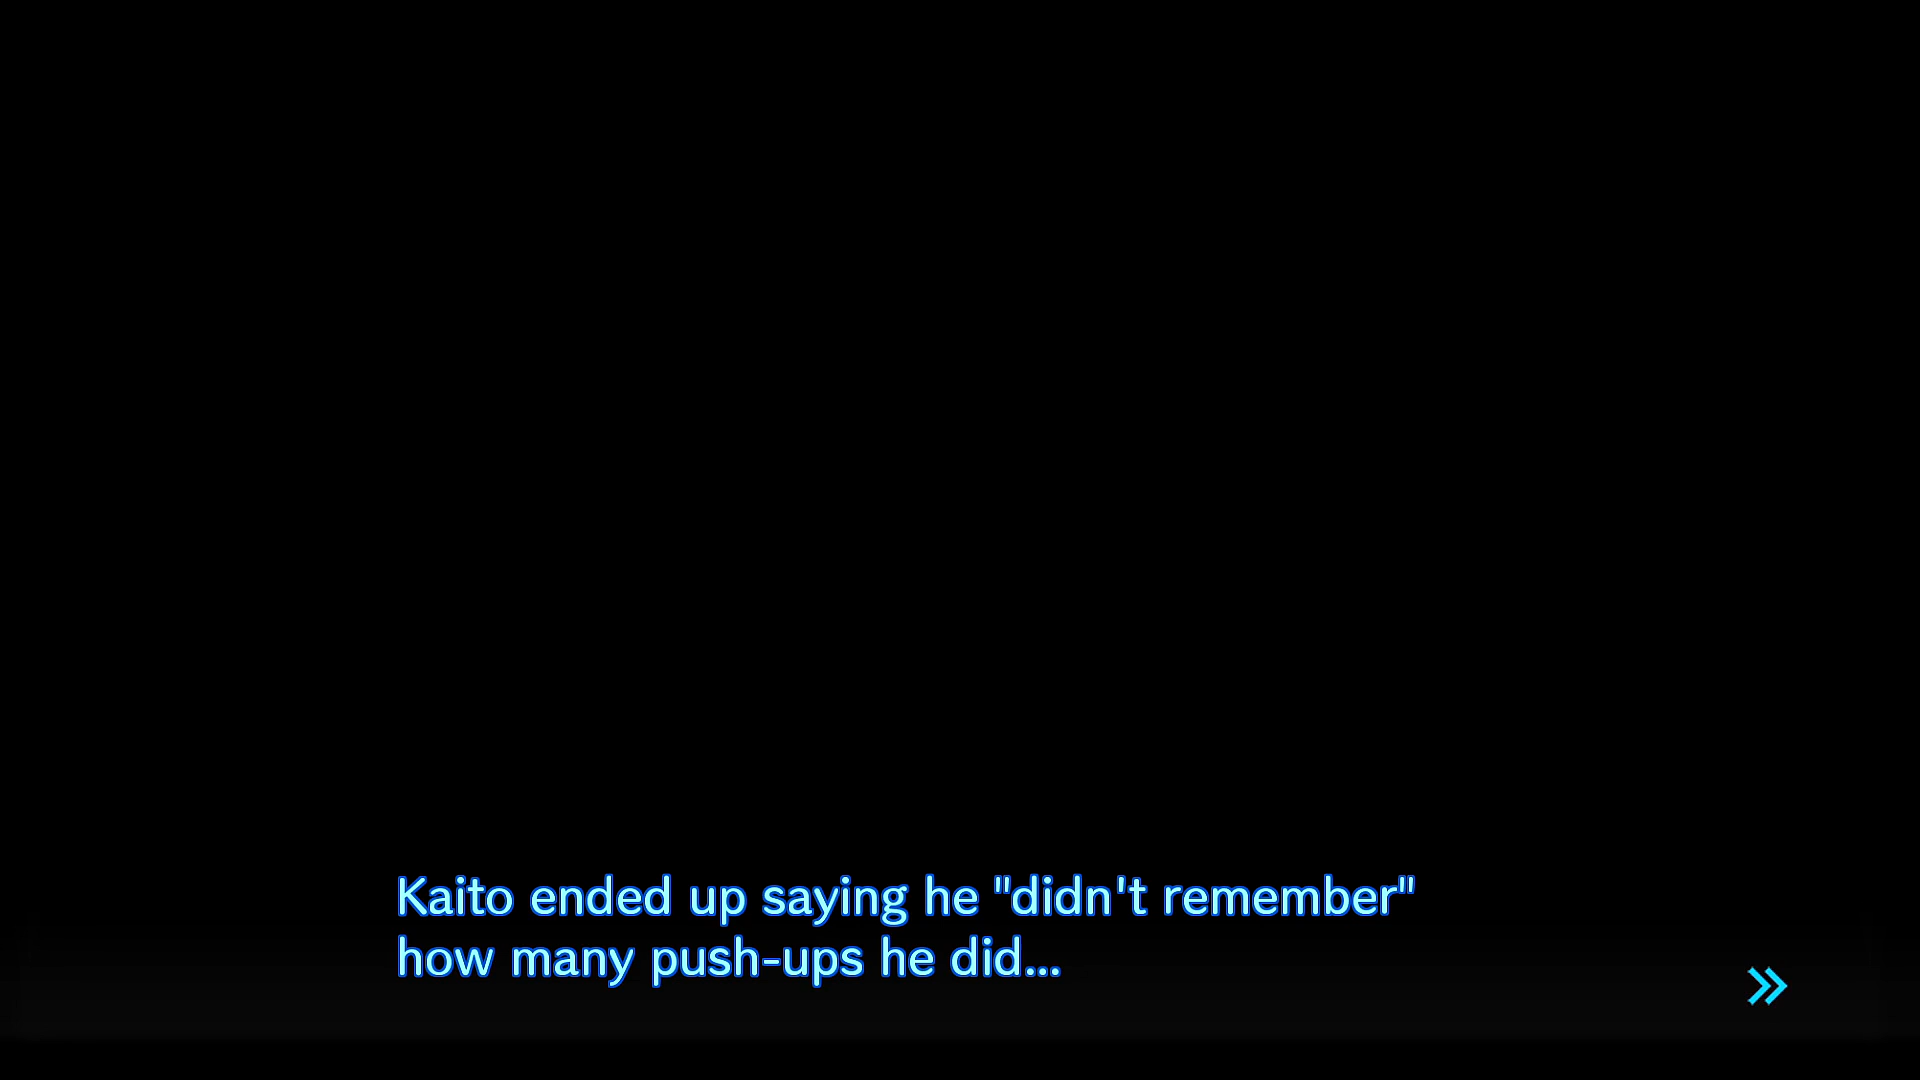 Kaito ended up saying he "didn't remember"
how many push-ups he did...